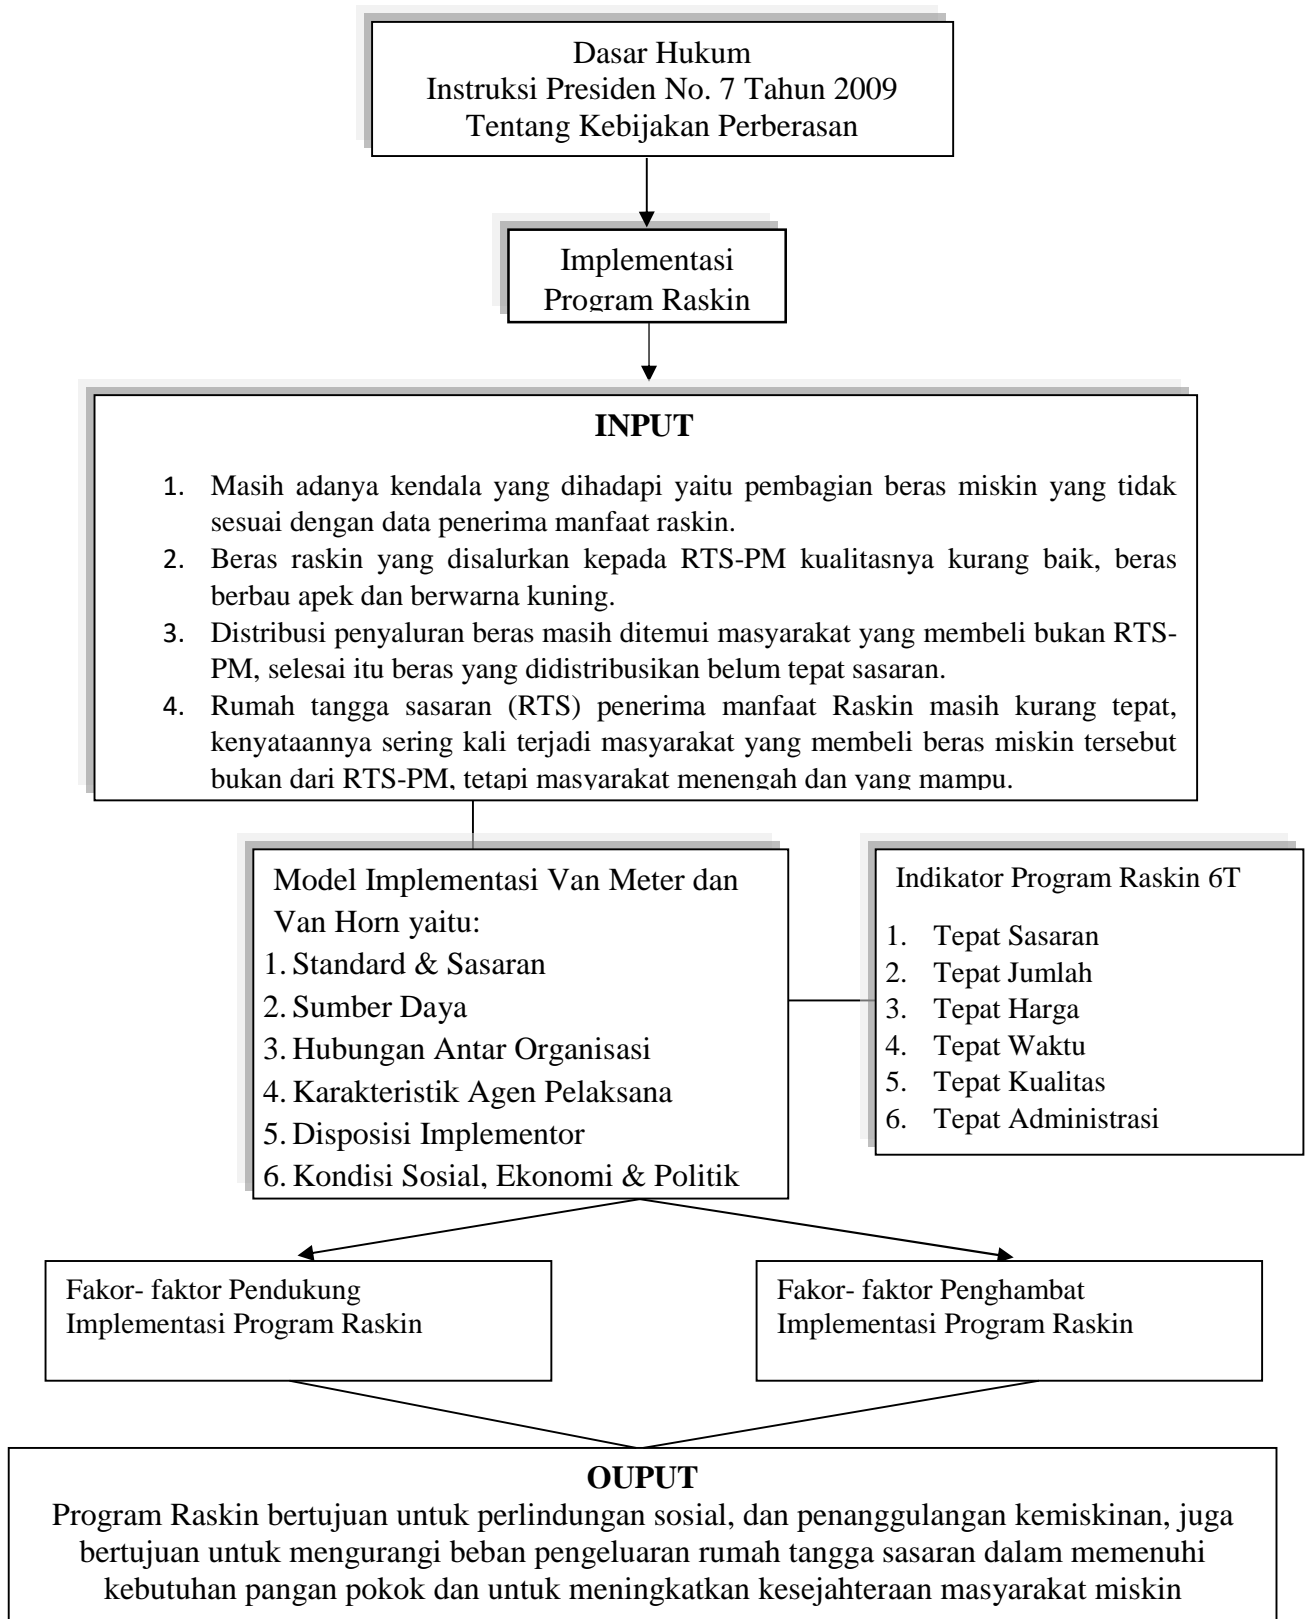 Dasar Hukum
Instruksi Presiden No. 7 Tahun 2009
Tentang Kebijakan Perberasan
Implementasi
Program Raskin
INPUT
1. Masih adanya kendala yang dihadapi yaitu pembagian beras miskin yang tidak
sesuai dengan data penerima manfaat raskin.
2. Beras raskin yang disalurkan kepada RTS-PM kualitasnya kurang baik, beras
berbau apek dan berwarna kuning.
3. Distribusi penyaluran beras masih ditemui masyarakat yang membeli bukan RTS-
PM, selesai itu beras yang didistribusikan belum tepat sasaran.
4. Rumah tangga sasaran (RTS) penerima manfaat Raskin masih kurang tepat,
kenyataannya sering kali terjadi masyarakat yang membeli beras miskin tersebut
bukan dari RTS-PM, tetapi masyarakat menengah dan yang mampu.
Model Implementasi Van Meter dan
Van Horn yaitu:
1. Standard & Sasaran
2. Sumber Daya
3. Hubungan Antar Organisasi
4. Karakteristik Agen Pelaksana
5. Disposisi Implementor
6. Kondisi Sosial, Ekonomi & Politik
Indikator Program Raskin 6T
1. Tepat Sasaran
2. Tepat Jumlah
3. Tepat Harga
4. Tepat Waktu
5. Tepat Kualitas
6. Tepat Administrasi
Fakor- faktor Pendukung
Implementasi Program Raskin
Fakor- faktor Penghambat
Implementasi Program Raskin
OUPUT
Program Raskin bertujuan untuk perlindungan sosial, dan penanggulangan kemiskinan, juga
bertujuan untuk mengurangi beban pengeluaran rumah tangga sasaran dalam memenuhi
kebutuhan pangan pokok dan untuk meningkatkan kesejahteraan masyarakat miskin